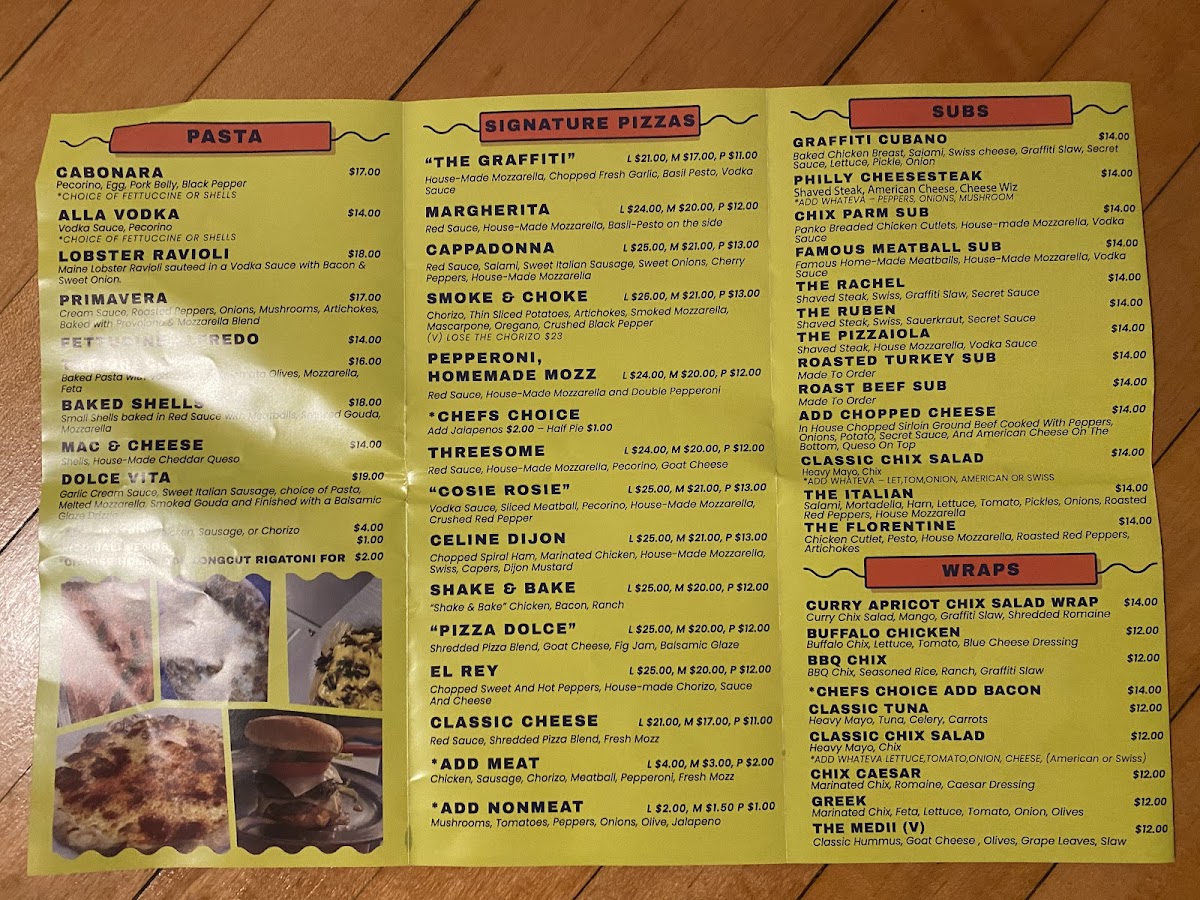 PASTA
CABONARA $17.00
Pecorino, Egg, Pork Belly, Black Pepper
*CHOICE OF FETTUCCINE OR SHELLS
ALLA VODKA $14.00
Vodka Sauce, Pecorino
*CHOICE OF FETTUCCINE OR SHELLS
LOBSTER RAVIOLI $18.00
Maine Lobster Ravioli sauteed in a Vodka Sauce with Bacon &
Sweet Onion.
PRIMAVERA $17.00
Cream Sauce, Roasted Peppers, Onions, Mushrooms, Artichokes,
Baked with Provolone & Mozzarella Blend
FETTUCINE $14.00
$16.00
Baked Pasta with Olives, Mozzarella,
Feta
BAKED SHELLS $18.00
Small Shells baked in Red Sauce with Meatballs, Smoked Gouda,
Mozzarella
MAC & CHEESE $14.00
Shells, House-Made Cheddar Queso
DOLCE VITA $19.00
Garlic Cream Sauce, Sweet Italian Sausage, choice of Pasta,
Melted Mozzarella, Smoked Gouda and Finished with a Balsamic
Glaze
Sausage, or Chorizo $4.00
$1.00
LONGCUT RIGATONI FOR $2.00
SIGNATURE PIZZAS
"THE GRAFFITI" L $21.00, M $17.00, P $11.00
House-Made Mozzarella, Chopped Fresh Garlic, Basil Pesto, Vodka
Sauce
MARGHERITA L $24.00, M $20.00, P $12.00
Red Sauce, House-Made Mozzarella, Basli-Pesto on the side
CAPPADONNA L $25.00, M $21.00, P $13.00
Red Sauce, Salami, Sweet Italian Sausage, Sweet Onions, Cherry
Peppers, House-Made Mozzarella
SMOKE & CHOKE L $26.00, M $21.00, P $13.00
Chorizo, Thin Sliced Potatoes, Artichokes, Smoked Mozzarella,
Mascarpone, Oregano, Crushed Black Pepper
(V) LOSE THE CHORIZO $23
PEPPERONI,
HOMEMADE MOZZ L $24.00, M $20.00, P $12.00
Red Sauce, House-Made Mozzarella and Double Pepperoni
*CHEFS CHOICE
Add Jalapenos $2.00 – Half Pie $1.00
THREESOME L $24.00, M $20.00, P $12.00
Red Sauce, House-Made Mozzarella, Pecorino, Goat Cheese
"COSIE ROSIE" L $25.00, M $21.00, P $13.00
Vodka Sauce, Sliced Meatball, Pecorino, House-Made Mozzarella,
Crushed Red Pepper
CELINE DIJON L $25.00, M $21.00, P $13.00
Chopped Spiral Ham, Marinated Chicken, House-Made Mozzarella,
Swiss, Capers, Dijon Mustard
SHAKE & BAKE L $25.00, M $20.00, P $12.00
"Shake & Bake" Chicken, Bacon, Ranch
"PIZZA DOLCE" L $25.00, M $20.00, P $12.00
Shredded Pizza Blend, Goat Cheese, Fig Jam, Balsamic Glaze
EL REY L $25.00, M $20.00, P $12.00
Chopped Sweet And Hot Peppers, House-made Chorizo, Sauce
And Cheese
CLASSIC CHEESE L $21.00, M $17.00, P $11.00
Red Sauce, Shredded Pizza Blend, Fresh Mozz
*ADD MEAT L $4.00, M $3.00, P $2.00
Chicken, Sausage, Chorizo, Meatball, Pepperoni, Fresh Mozz
*ADD NONMEAT L $2.00, M $1.50 P $1.00
Mushrooms, Tomatoes, Peppers, Onions, Olive, Jalapeno
SUBS
GRAFFITI CUBANO $14.00
Baked Chicken Breast, Salami, Swiss cheese, Graffiti Slaw, Secret
Sauce, Lettuce, Pickle, Onion
PHILLY CHEESESTEAK $14.00
Shaved Steak, American Cheese, Cheese Wiz
*ADD WHATEVA – PEPPERS, ONIONS, MUSHROOM
CHIX PARM SUB $14.00
Panko Breaded Chicken Cutlets, House-made Mozzarella, Vodka
Sauce
FAMOUS MEATBALL SUB $14.00
Famous Home-Made Meatballs, House-Made Mozzarella, Vodka
Sauce
THE RACHEL $14.00
Shaved Steak, Swiss, Graffiti Slaw, Secret Sauce
THE RUBEN $14.00
Shaved Steak, Swiss, Sauerkraut, Secret Sauce
THE PIZZAIOLA $14.00
Shaved Steak, House Mozzarella, Vodka Sauce
ROASTED TURKEY SUB $14.00
Made To Order
ROAST BEEF SUB $14.00
Made To Order
ADD CHOPPED CHEESE $14.00
In House Chopped Sirloin Ground Beef Cooked With Peppers,
Onions, Potato, Secret Sauce, And American Cheese On The
Bottom, Queso On Top
CLASSIC CHIX SALAD $14.00
Heavy Mayo, Chix
*ADD WHATEVA – LET,TOM,ONION, AMERICAN OR SWISS
THE ITALIAN $14.00
Salami, Mortadella, Ham, Lettuce, Tomato, Pickles, Onions, Roasted
Red Peppers, House Mozzarella
THE FLORENTINE $14.00
Chicken Cutlet, Pesto, House Mozzarella, Roasted Red Peppers,
Artichokes
WRAPS
CURRY APRICOT CHIX SALAD WRAP $14.00
Curry Chix Salad, Mango, Graffiti Slaw, Shredded Romaine
BUFFALO CHICKEN $12.00
Buffalo Chix, Lettuce, Tomato, Blue Cheese Dressing
BBQ CHIX $12.00
BBQ Chix, Seasoned Rice, Ranch, Graffiti Slaw
*CHEFS CHOICE ADD BACON $14.00
CLASSIC TUNA $12.00
Heavy Mayo, Tuna, Celery, Carrots
CLASSIC CHIX SALAD $12.00
Heavy Mayo, Chix
*ADD WHATEVA LETTUCE,TOMATO,ONION, CHEESE, (American or Swiss)
CHIX CAESAR $12.00
Marinated Chix, Romaine, Caesar Dressing
GREEK $12.00
Marinated Chix, Feta, Lettuce, Tomato, Onion, Olives
THE MEDII (V) $12.00
Classic Hummus, Goat Cheese , Olives, Grape Leaves, Slaw